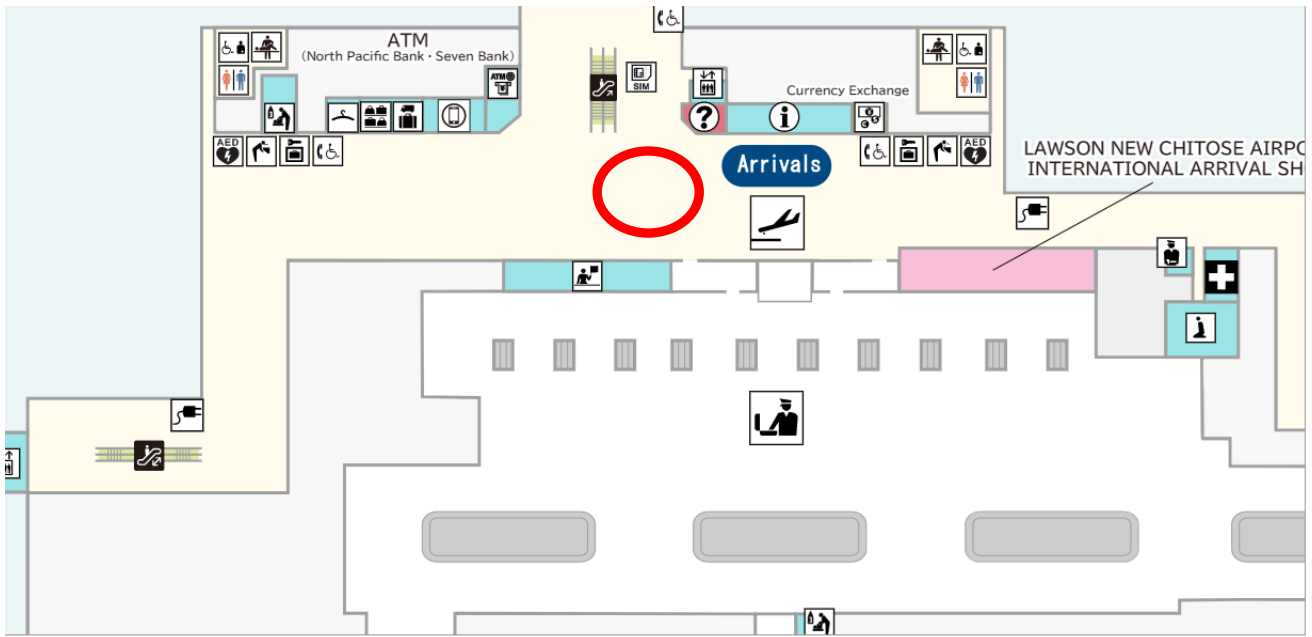 ATM
(North Pacific Bank・Seven Bank)
ATM
SIM
Currency Exchange
AED
AED
Arrivals
LAWSON NEW CHITOSE AIRPO
INTERNATIONAL ARRIVAL SH